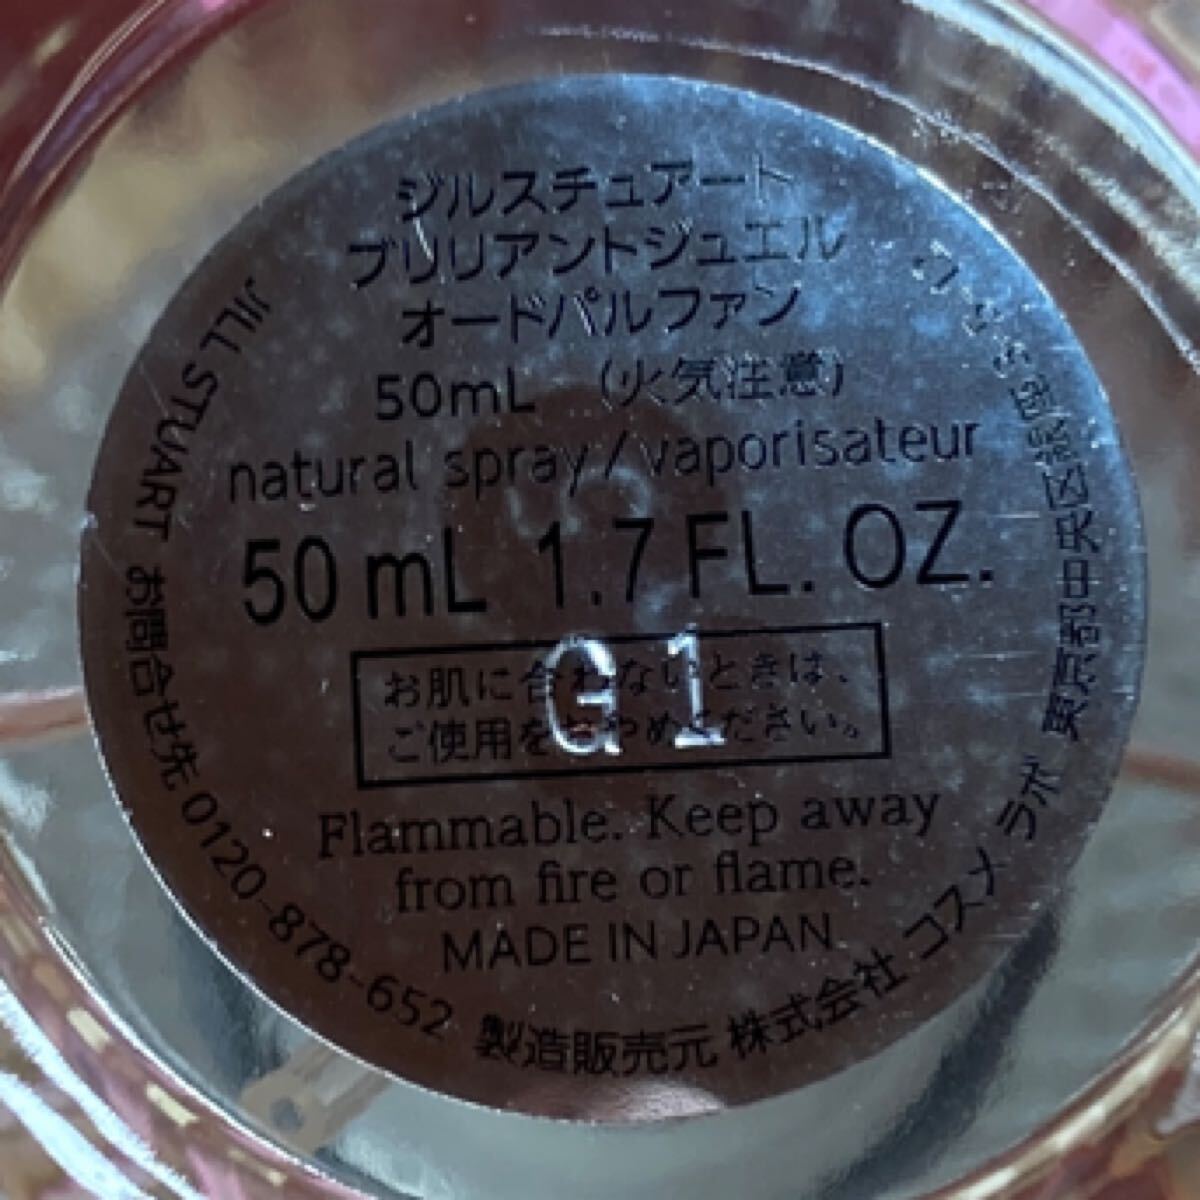 ジルスチュアート
ブリリアントジュエル
オードパルファン
50mL (火気注意)
natural spray/vaporisateur
50 mL 1.7 FL. OZ.
お肌に合わないときは、
ご使用をおやめください。
G1
Flammable. Keep away
from fire or flame.
MADE IN JAPAN
JILL STUART お問合せ先 0120-878-652 製造販売元 株式会社 コスメ ラボ 東京都中央区銀座